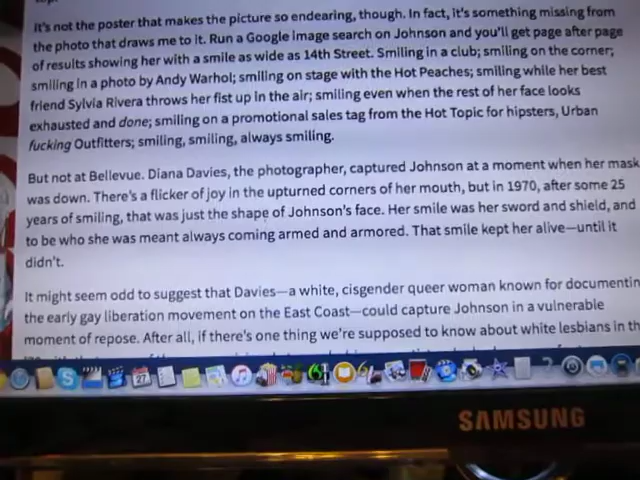 It's not the poster that makes the picture so endearing, though. In fact, it's something missing from
the photo that draws me to it. Run a Google image search on Johnson and you'll get page after page
of results showing her with a smile as wide as 14th Street. Smiling in a club; smiling on the corner;
smiling in a photo by Andy Warhol; smiling on stage with the Hot Peaches; smiling while her best
friend Sylvia Rivera throws her fist up in the air; smiling even when the rest of her face looks
exhausted and done; smiling on a promotional sales tag from the Hot Topic for hipsters, Urban
fucking Outfitters; smiling, smiling, always smiling.
But not at Bellevue. Diana Davies, the photographer, captured Johnson at a moment when her mask
was down. There's a flicker of joy in the upturned corners of her mouth, but in 1970, after some 25
years of smiling, that was just the shape of Johnson's face. Her smile was her sword and shield, and
to be who she was meant always coming armed and armored. That smile kept her alive—until it
didn't.
It might seem odd to suggest that Davies—a white, cisgender queer woman known for documentin
the early gay liberation movement on the East Coast—could capture Johnson in a vulnerable
moment of repose. After all, if there's one thing we're supposed to know about white lesbians in th
27
SAMSUNG